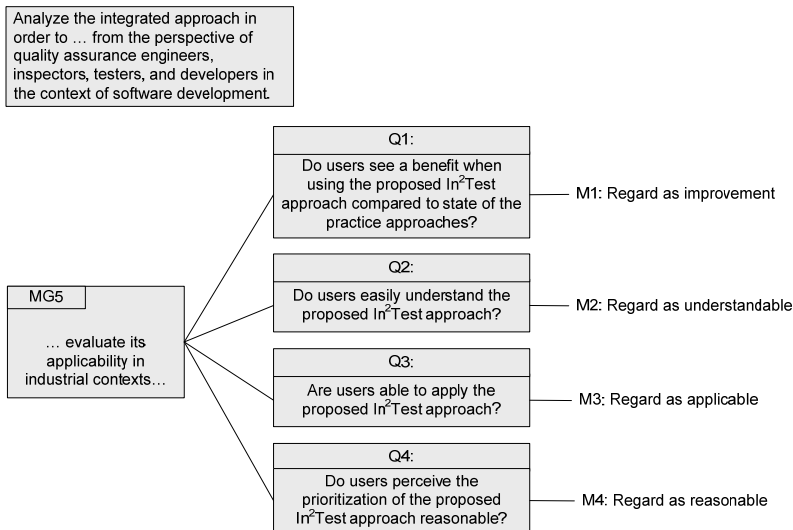 Analyze the integrated approach in
order to … from the perspective of
quality assurance engineers,
inspectors, testers, and developers in
the context of software development.
Q1:
Do users see a benefit when
using the proposed In²Test
approach compared to state of the
practice approaches?
M1: Regard as improvement
Q2:
Do users easily understand the
proposed In²Test approach?
M2: Regard as understandable
MG5
… evaluate its
applicability in
industrial contexts…
Q3:
Are users able to apply the
proposed In²Test approach?
M3: Regard as applicable
Q4:
Do users perceive the
prioritization of the proposed
In²Test approach reasonable?
M4: Regard as reasonable